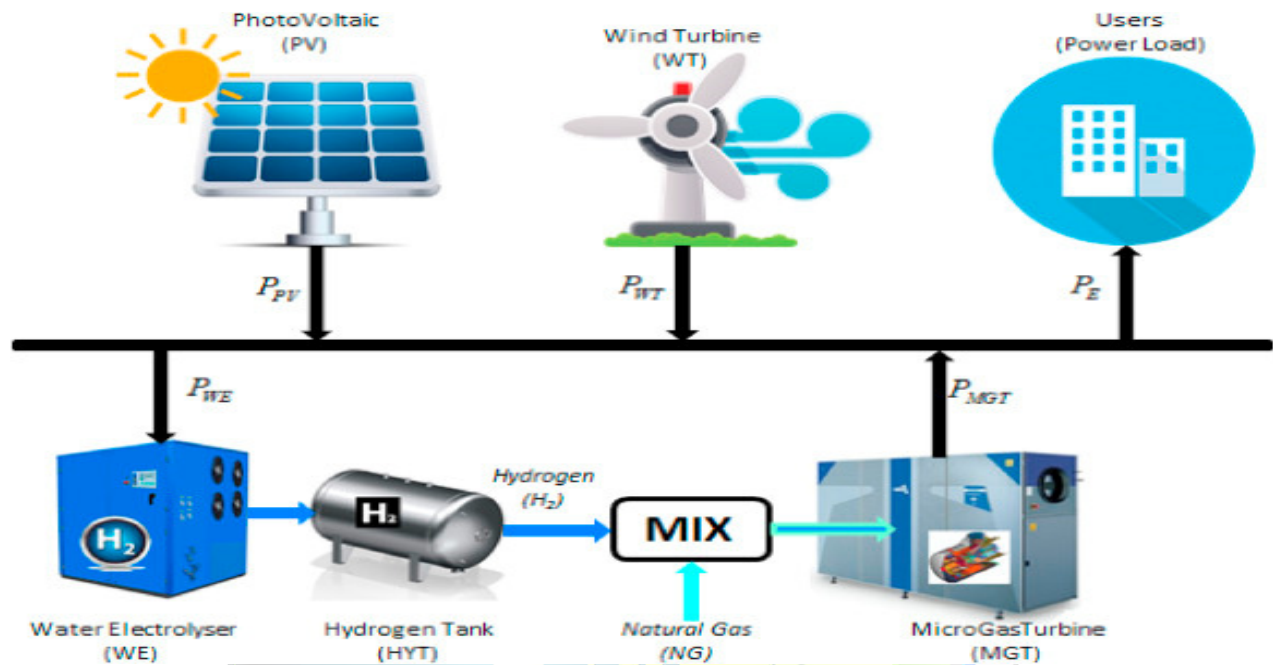 PhotoVoltaic
(PV)
Wind Turbine
(WT)
Users
(Power Load)
P_PV
P_WT
P_E
P_WE
P_MGT
H₂
H₂
Hydrogen
(H₂)
MIX
Water Electrolyser
(WE)
Hydrogen Tank
(HYT)
Natural Gas
(NG)
MicroGasTurbine
(MGT)